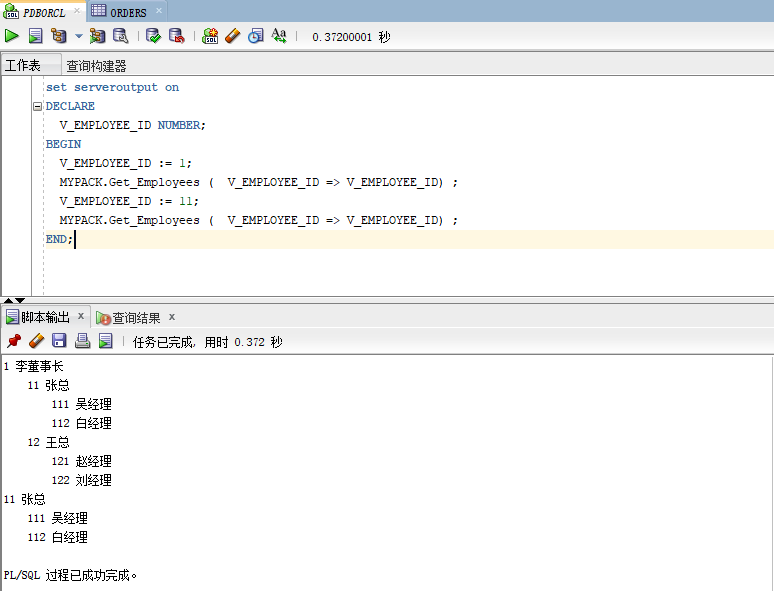 PDBORCL ORDERS
0.37200001 秒
工作表 查询构建器
set serveroutput on
DECLARE
V_EMPLOYEE_ID NUMBER;
BEGIN
V_EMPLOYEE_ID := 1;
MYPACK.Get_Employees (  V_EMPLOYEE_ID => V_EMPLOYEE_ID) ;
V_EMPLOYEE_ID := 11;
MYPACK.Get_Employees (  V_EMPLOYEE_ID => V_EMPLOYEE_ID) ;
END;
脚本输出 x 查询结果 x
任务已完成, 用时 0.372 秒
1 李董事长
11 张总
111 吴经理
112 白经理
12 王总
121 赵经理
122 刘经理
11 张总
111 吴经理
112 白经理
PL/SQL 过程已成功完成。